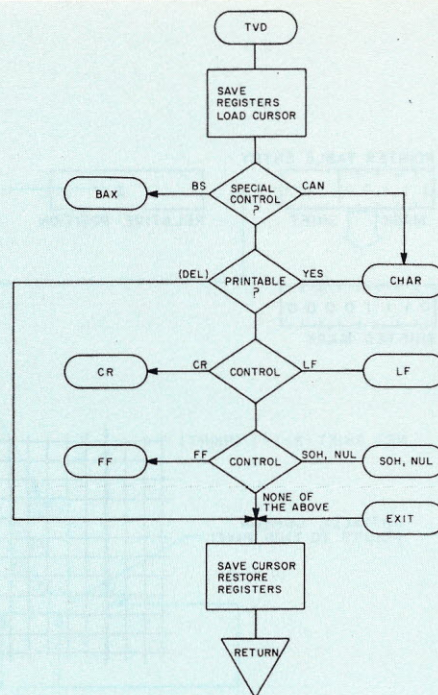 TVD
SAVE
REGISTERS
LOAD CURSOR
BS
SPECIAL
CONTROL
?
CAN
BAX
(DEL)
PRINTABLE
?
YES
CHAR
CR
CR
CONTROL
LF
LF
FF
FF
CONTROL
SOH, NUL
SOH, NUL
NONE OF
THE ABOVE
EXIT
SAVE CURSOR
RESTORE
REGISTERS
RETURN